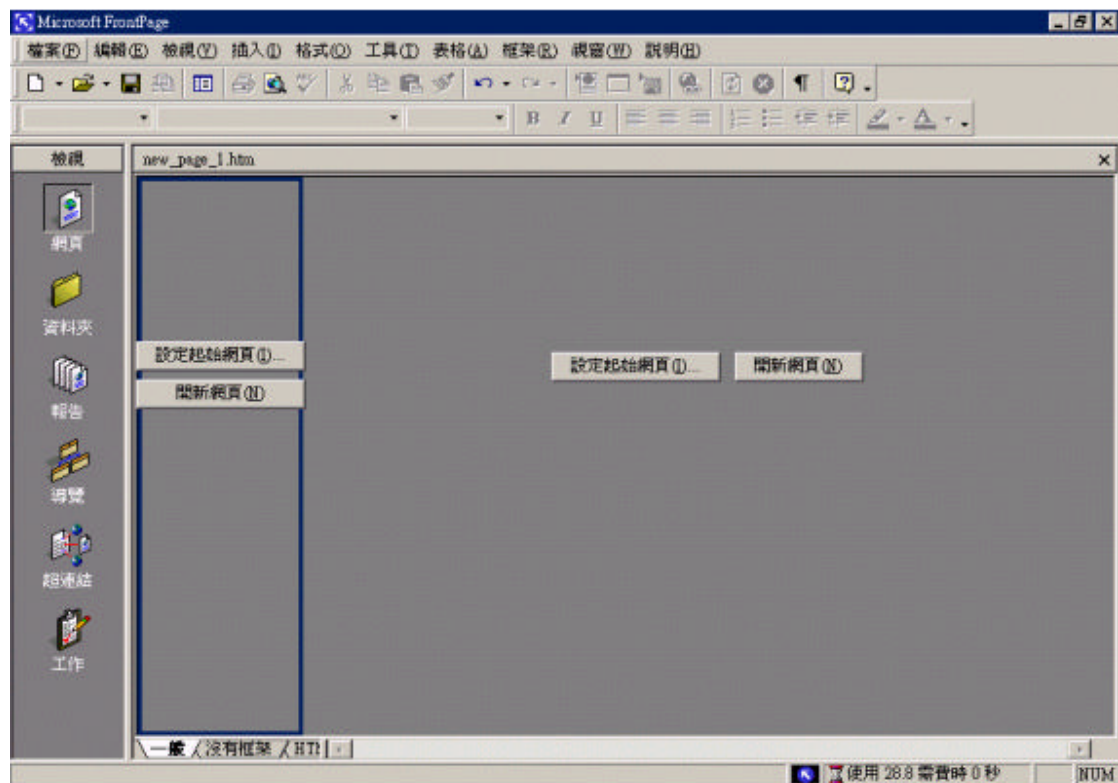 Microsoft FrontPage
檔案(F) 編輯(E) 檢視(V) 插入(I) 格式(O) 工具(T) 表格(A) 框架(R) 視窗(W) 說明(H)
B I U
檢視
new_page_1.htm
網頁
資料夾
報告
導覽
超連結
工作
設定起始網頁(I)...
開新網頁(N)
設定起始網頁(I)... 開新網頁(N)
一般 沒有框架 HTM
使用 28.8 需費時 0 秒 NUM